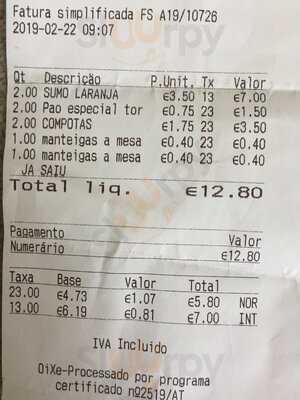 Fatura simplificada FS A19/10726
2019-02-22 09:07
Qt Descrição P.Unit. Tx Valor
2.00 SUMO LARANJA €3.50 13 €7.00
2.00 Pao especial tor €0.75 23 €1.50
2.00 COMPOTAS €1.75 23 €3.50
1.00 manteigas a mesa €0.40 23 €0.40
1.00 manteigas a mesa €0.40 23 €0.40
JA SAIU
Total liq. €12.80
Pagamento Valor
Numerário €12.80
Taxa Base Valor Total
23.00 €4.73 €1.07 €5.80 NOR
13.00 €6.19 €0.81 €7.00 INT
IVA Incluido
OiXe-Processado por programa
certificado nº2519/AT